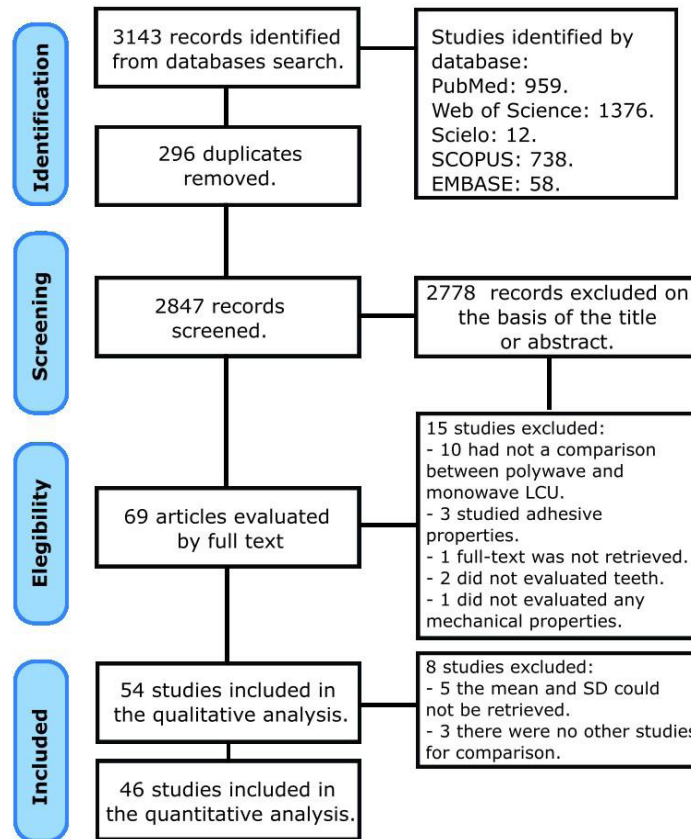 Identification
3143 records identified
from databases search.
Studies identified by
database:
PubMed: 959.
Web of Science: 1376.
Scielo: 12.
SCOPUS: 738.
EMBASE: 58.
296 duplicates
removed.
Screening
2847 records
screened.
2778 records excluded on
the basis of the title
or abstract.
Elegibility
69 articles evaluated
by full text
15 studies excluded:
- 10 had not a comparison
between polywave and
monowave LCU.
- 3 studied adhesive
properties.
- 1 full-text was not retrieved.
- 2 did not evaluated teeth.
- 1 did not evaluated any
mechanical properties.
Included
54 studies included in
the qualitative analysis.
8 studies excluded:
- 5 the mean and SD could
not be retrieved.
- 3 there were no other studies
for comparison.
46 studies included in
the quantitative analysis.